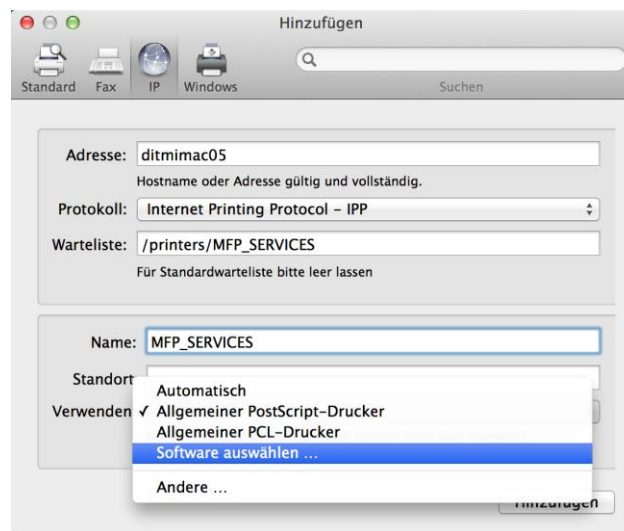 Hinzufügen
Standard Fax IP Windows Suchen
Adresse: ditmimac05
Hostname oder Adresse gültig und vollständig.
Protokoll: Internet Printing Protocol – IPP
Warteliste: /printers/MFP_SERVICES
Für Standardwarteliste bitte leer lassen
Name: MFP_SERVICES
Standort
Automatisch
Verwenden ✓ Allgemeiner PostScript-Drucker
Allgemeiner PCL-Drucker
Software auswählen ...
Andere ...
Hinzufügen